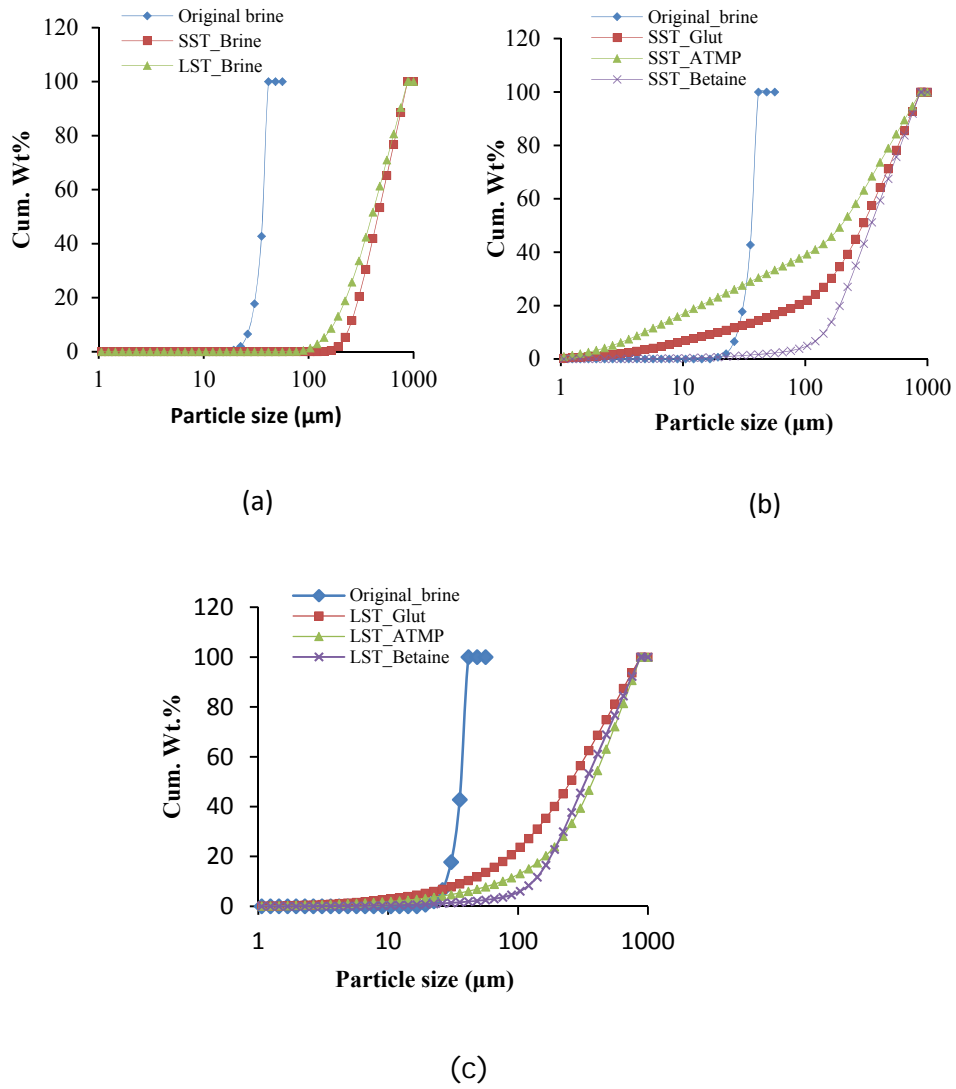 Original brine
SST_Brine
LST_Brine
120
100
80
60
40
20
0
Cum. Wt%
1 10 100 1000
Particle size (µm)
(a)
Original_brine
SST_Glut
SST_ATMP
SST_Betaine
120
100
80
60
40
20
0
Cum. Wt%
1 10 100 1000
Particle size (µm)
(b)
Original_brine
LST_Glut
LST_ATMP
LST_Betaine
120
100
80
60
40
20
0
Cum. Wt.%
1 10 100 1000
Particle size (µm)
(c)